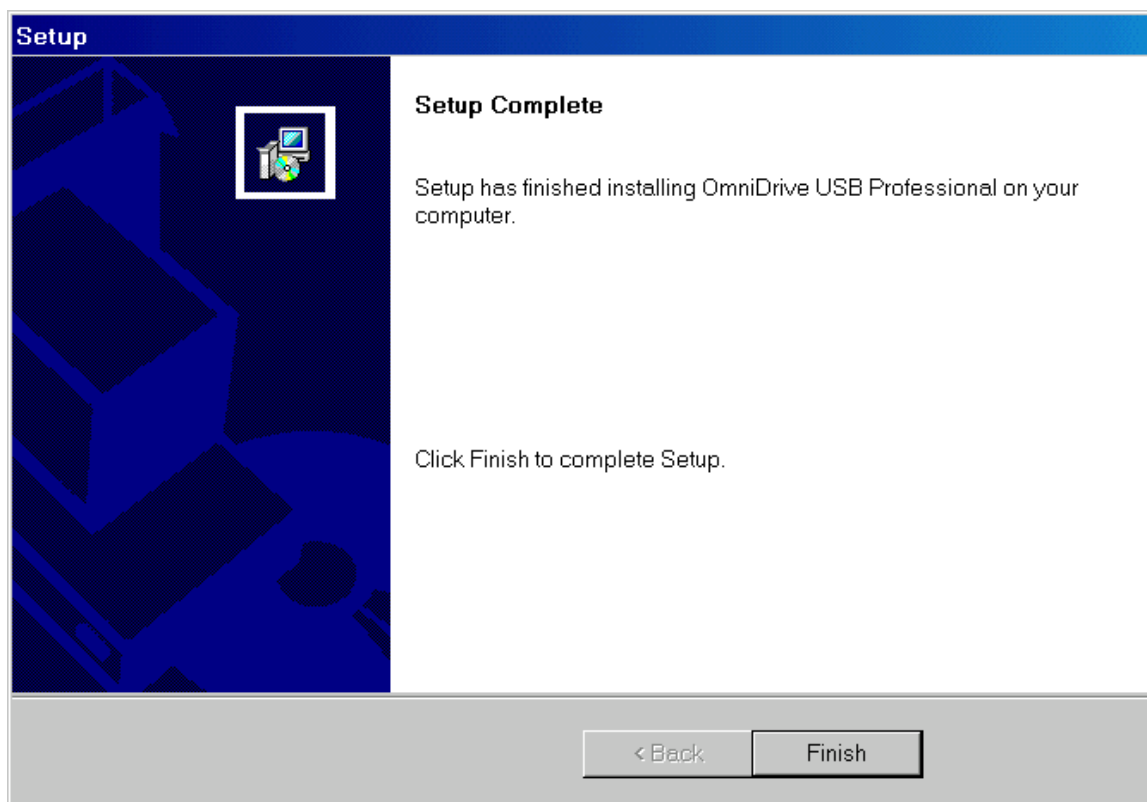 Setup
Setup Complete
Setup has finished installing OmniDrive USB Professional on your
computer.
Click Finish to complete Setup.
< Back
Finish